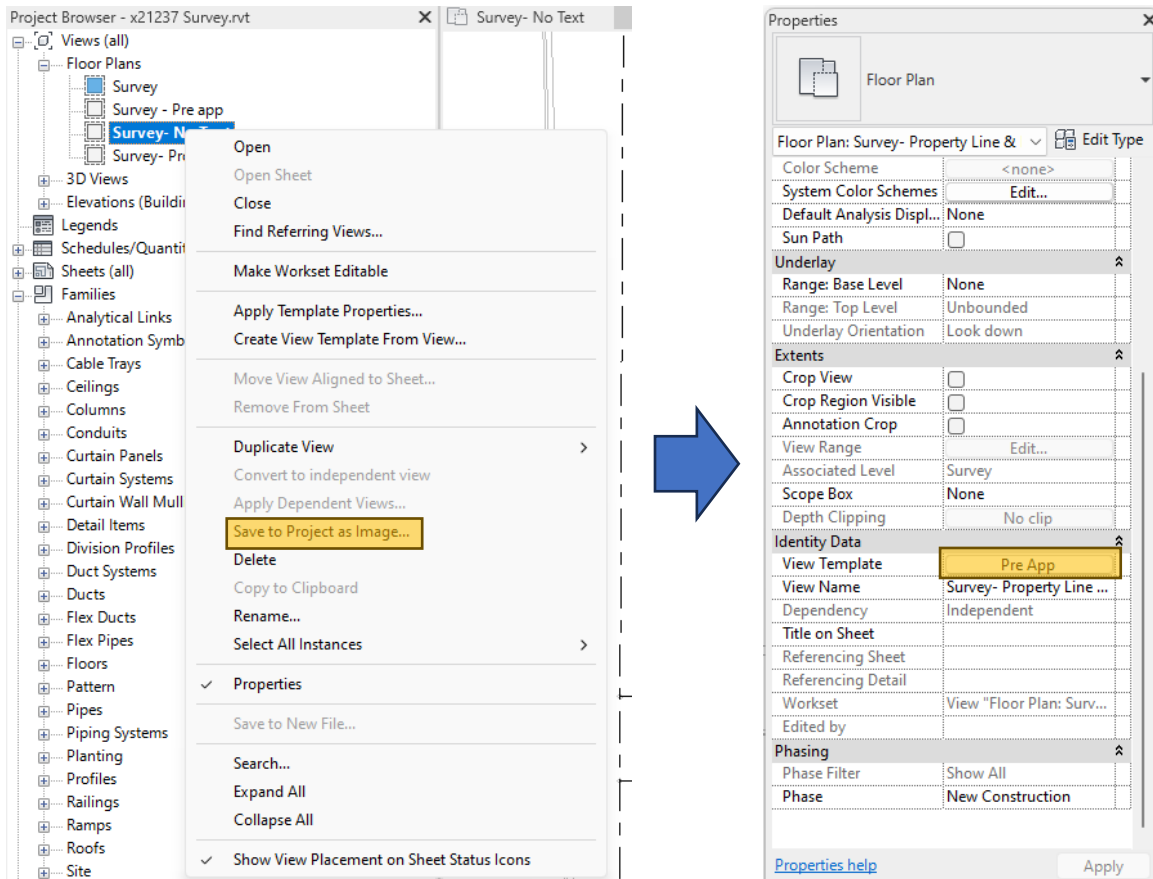 Project Browser - x21237 Survey.rvt
Views (all)
Floor Plans
Survey
Survey - Pre app
Survey- No Text
Survey- Pr
3D Views
Elevations (Buildi
Legends
Schedules/Quantit
Sheets (all)
Families
Analytical Links
Annotation Symb
Cable Trays
Ceilings
Columns
Conduits
Curtain Panels
Curtain Systems
Curtain Wall Mull
Detail Items
Division Profiles
Duct Systems
Ducts
Flex Ducts
Flex Pipes
Floors
Pattern
Pipes
Piping Systems
Planting
Profiles
Railings
Ramps
Roofs
Site
Survey- No Text
Open
Open Sheet
Close
Find Referring Views...
Make Workset Editable
Apply Template Properties...
Create View Template From View...
Move View Aligned to Sheet...
Remove From Sheet
Duplicate View
Convert to independent view
Apply Dependent Views...
Save to Project as Image...
Delete
Copy to Clipboard
Rename...
Select All Instances
Properties
Save to New File...
Search...
Expand All
Collapse All
Show View Placement on Sheet Status Icons
Properties
Floor Plan
Floor Plan: Survey- Property Line & Edit Type
Color Scheme <none>
System Color Schemes Edit...
Default Analysis Displ... None
Sun Path
Underlay
Range: Base Level None
Range: Top Level Unbounded
Underlay Orientation Look down
Extents
Crop View
Crop Region Visible
Annotation Crop
View Range Edit...
Associated Level Survey
Scope Box None
Depth Clipping No clip
Identity Data
View Template Pre App
View Name Survey- Property Line ...
Dependency Independent
Title on Sheet
Referencing Sheet
Referencing Detail
Workset View "Floor Plan: Surv...
Edited by
Phasing
Phase Filter Show All
Phase New Construction
Properties help Apply